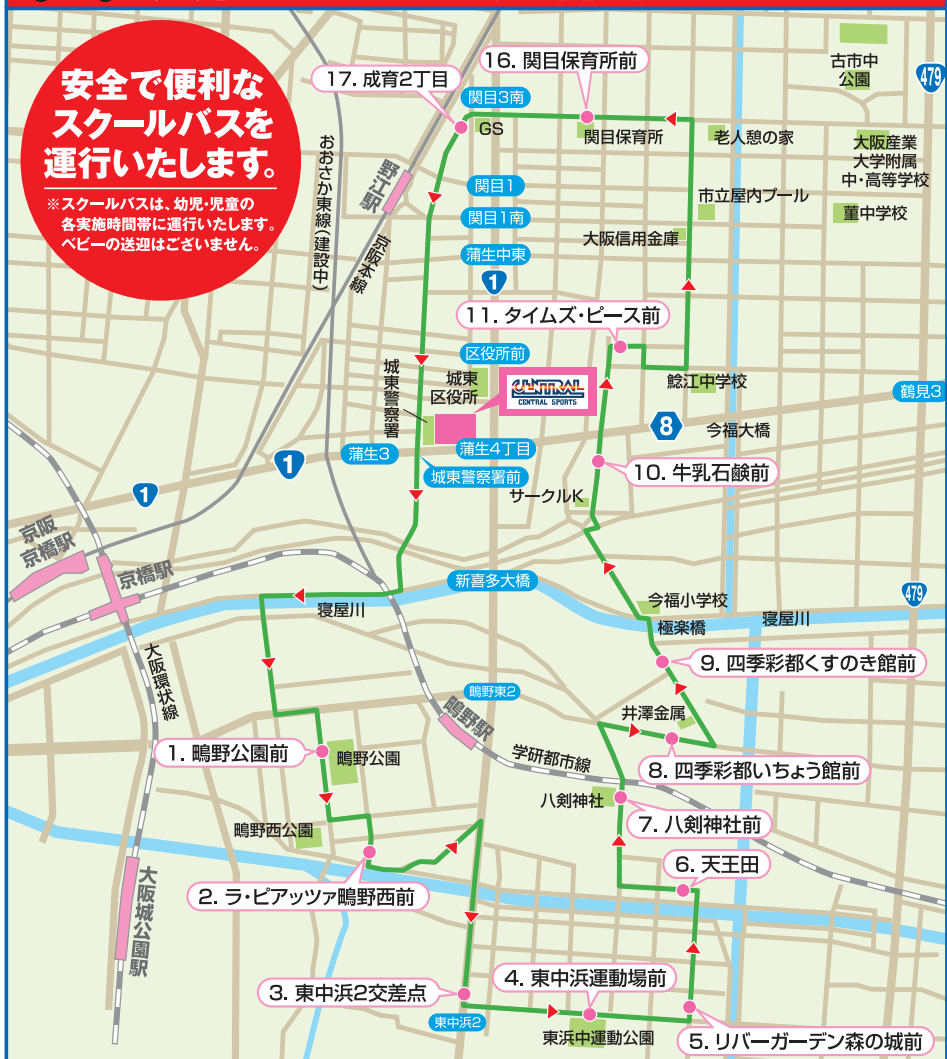 安全で便利な
スクールバスを
運行いたします。
※スクールバスは、幼児・児童の
各実施時間帯に運行いたします。
ベビーの送迎はございません。
17. 成育2丁目
16. 関目保育所前
関目3南
GS
関目保育所
老人憩の家
古市中
公園
479
大阪産業
大学附属
中・高等学校
菫中学校
市立屋内プール
大阪信用金庫
おおさか東線(建設中)
野江駅
京阪本線
関目1
関目1南
蒲生中東
1
11. タイムズ・ピース前
区役所前
城東
区役所
城東警察署
CENTRAL
CENTRAL SPORTS
鯰江中学校
鶴見3
8
今福大橋
蒲生3
蒲生4丁目
城東警察署前
1
1
10. 牛乳石鹸前
サークルK
京阪
京橋駅
京橋駅
新喜多大橋
寝屋川
今福小学校
極楽橋
寝屋川
479
大阪環状線
9. 四季彩都くすのき館前
鴫野東2
鴫野駅
井澤金属
学研都市線
1. 鴫野公園前
鴫野公園
8. 四季彩都いちょう館前
八剣神社
7. 八剣神社前
鴫野西公園
6. 天王田
2. ラ・ピアッツァ鴫野西前
大阪城公園駅
3. 東中浜2交差点
4. 東中浜運動場前
東中浜2
東浜中運動公園
5. リバーガーデン森の城前